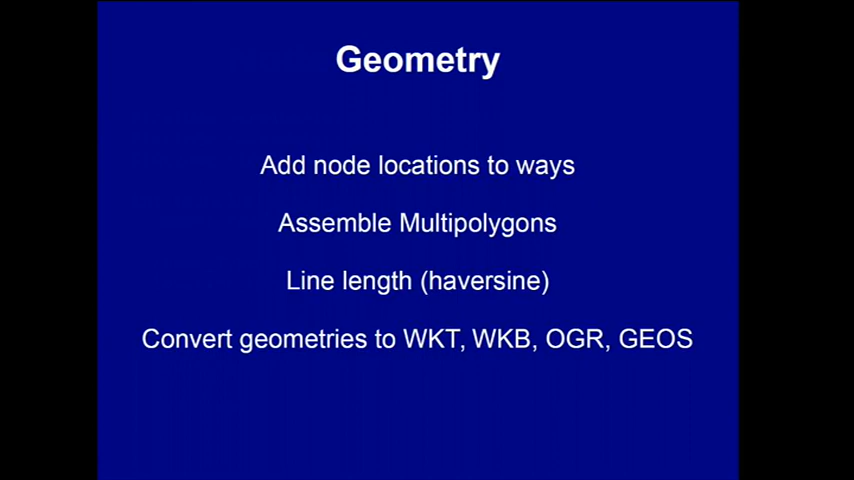 Geometry
Add node locations to ways
Assemble Multipolygons
Line length (haversine)
Convert geometries to WKT, WKB, OGR, GEOS